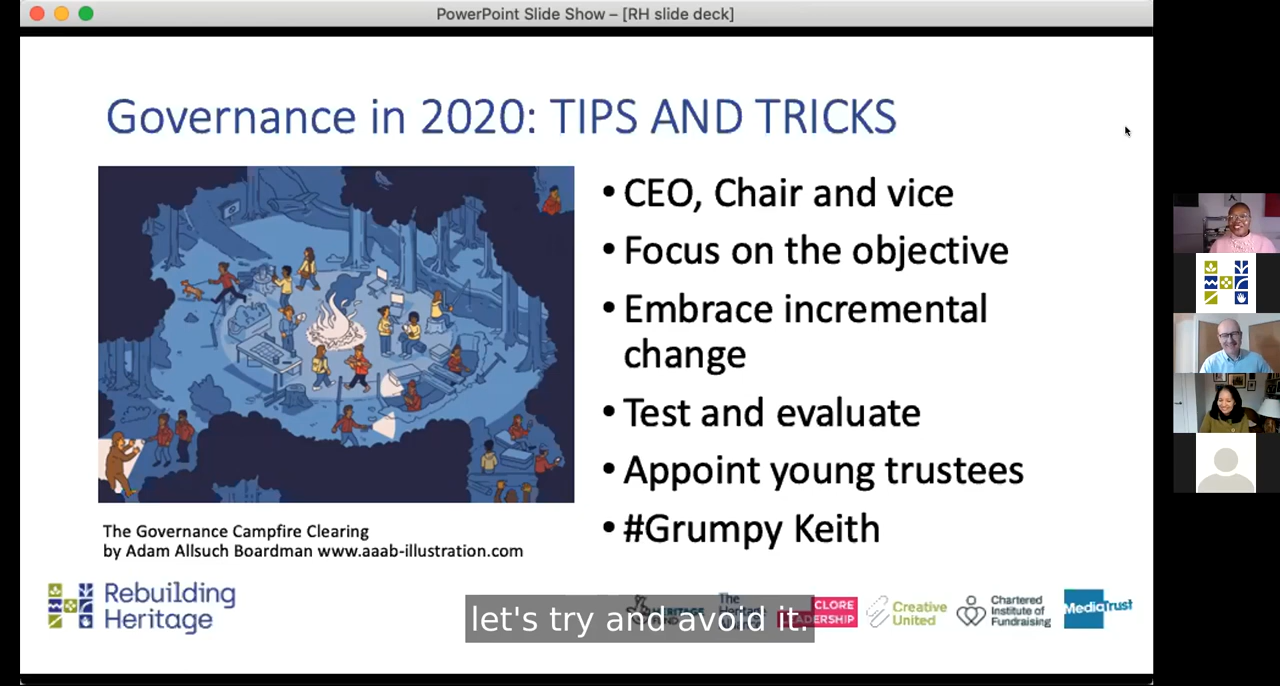 PowerPoint Slide Show – [RH slide deck]
Governance in 2020: TIPS AND TRICKS
• CEO, Chair and vice
• Focus on the objective
• Embrace incremental
change
• Test and evaluate
• Appoint young trustees
• #Grumpy Keith
The Governance Campfire Clearing
by Adam Allsuch Boardman www.aaab-illustration.com
Rebuilding
Heritage
let's try and avoid it.
The
CLORE
LEADERSHIP
Creative
United
Chartered
Institute of
Fundraising
MediaTrust